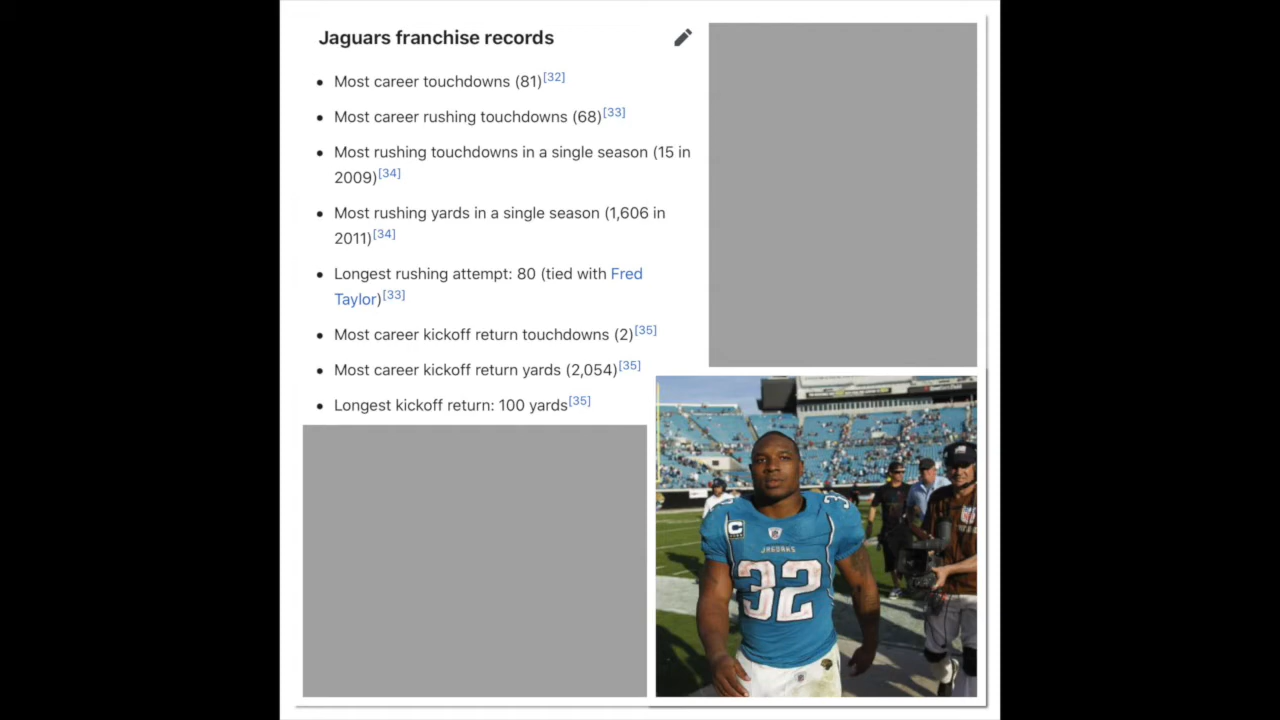 Jaguars franchise records
• Most career touchdowns (81)[32]
• Most career rushing touchdowns (68)[33]
• Most rushing touchdowns in a single season (15 in
2009)[34]
• Most rushing yards in a single season (1,606 in
2011)[34]
• Longest rushing attempt: 80 (tied with Fred
Taylor)[33]
• Most career kickoff return touchdowns (2)[35]
• Most career kickoff return yards (2,054)[35]
• Longest kickoff return: 100 yards[35]
32
C
JAGUARS
32